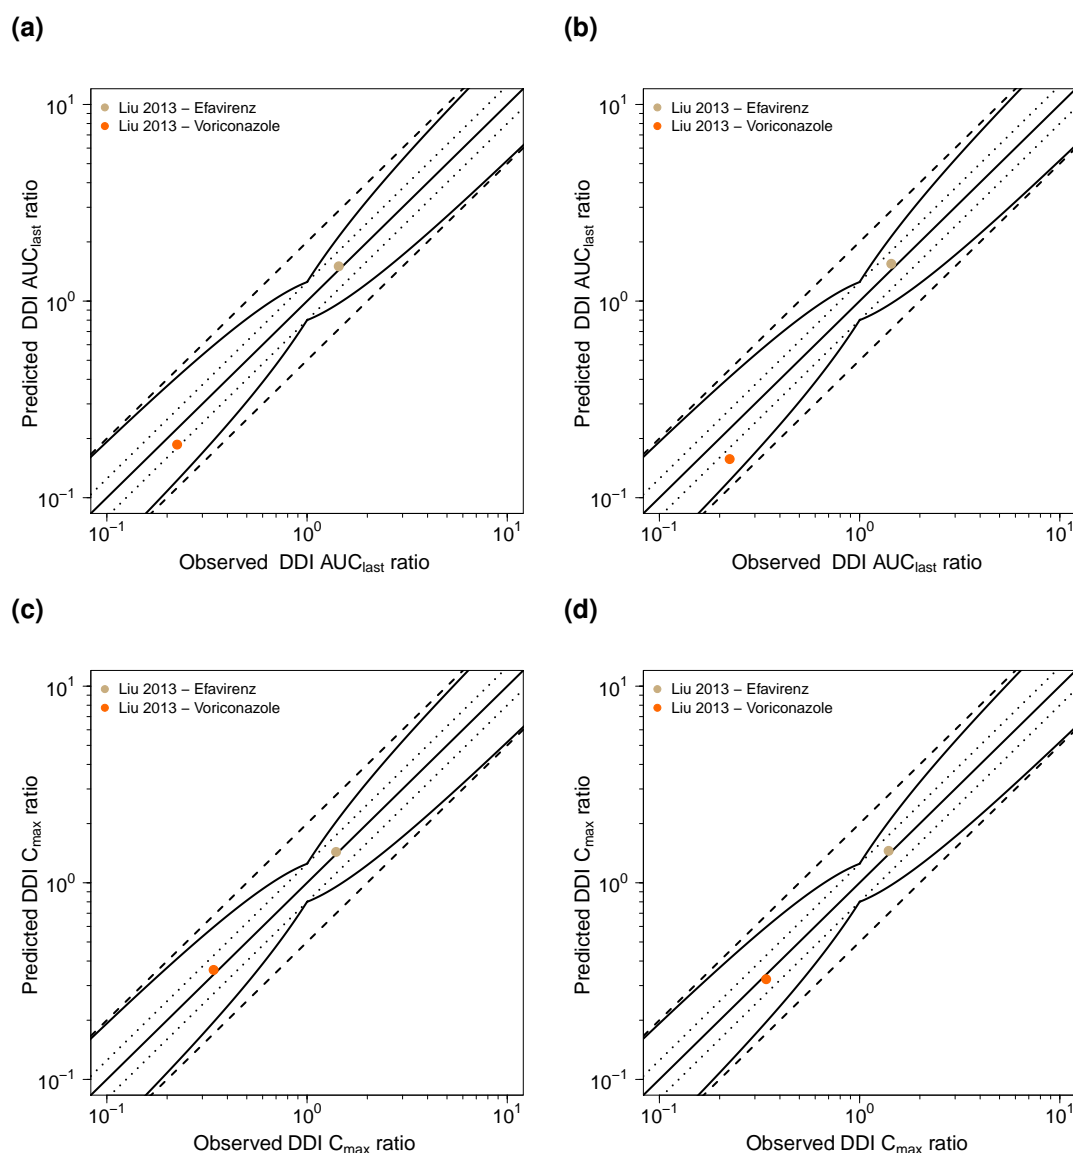 (a)
Liu 2013 − Efavirenz
Liu 2013 − Voriconazole
10¹
10⁰
10⁻¹
Predicted DDI AUClast ratio
10⁻¹ 10⁰ 10¹
Observed DDI AUClast ratio
(b)
Liu 2013 − Efavirenz
Liu 2013 − Voriconazole
10¹
10⁰
10⁻¹
Predicted DDI AUClast ratio
10⁻¹ 10⁰ 10¹
Observed DDI AUClast ratio
(c)
Liu 2013 − Efavirenz
Liu 2013 − Voriconazole
10¹
10⁰
10⁻¹
Predicted DDI Cmax ratio
10⁻¹ 10⁰ 10¹
Observed DDI Cmax ratio
(d)
Liu 2013 − Efavirenz
Liu 2013 − Voriconazole
10¹
10⁰
10⁻¹
Predicted DDI Cmax ratio
10⁻¹ 10⁰ 10¹
Observed DDI Cmax ratio